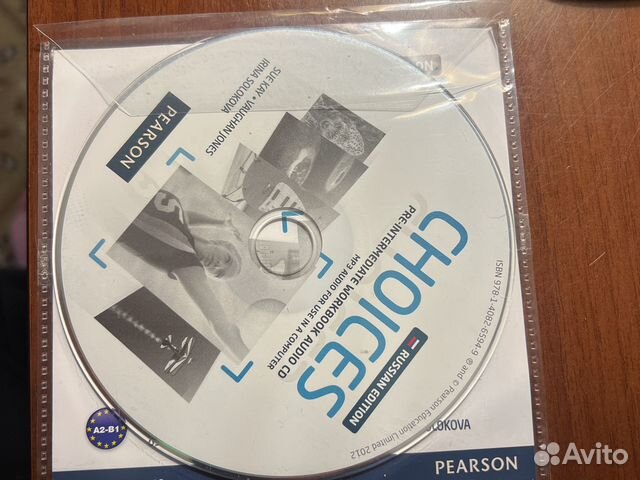 SUE KAY • VAUGHAN JONES
IRINA SOLOKOVA
PEARSON
CHOICES
RUSSIAN EDITION
PRE-INTERMEDIATE WORKBOOK AUDIO CD
MP3 AUDIO FOR USE IN A COMPUTER
ISBN 978-1-4082-6594-9 ℗ and © Pearson Education Limited 2012
A2-B1
OLOKOVA
PEARSON
Avito